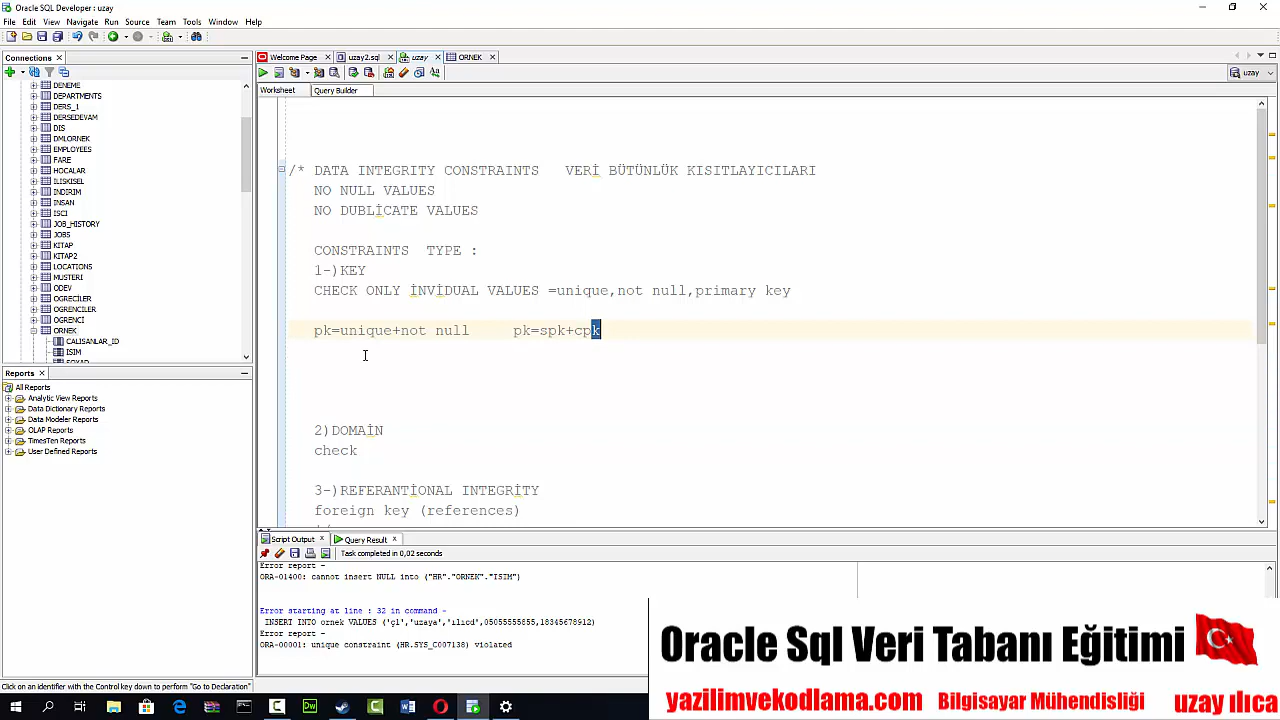 Oracle SQL Developer : uzay
File Edit View Navigate Run Source Team Tools Window Help
Connections
DENEME
DEPARTMENTS
DERS_1
DERSEDEVAM
DIS
DMLORNEK
EMPLOYEES
FARE
HOCALAR
ILISKISEL
INDIRIM
INSAN
ISCI
JOB_HISTORY
JOBS
KITAP
KITAP2
LOCATIONS
MUSTERI
ODEV
OGRECİLER
OGRENCILER
OGRENCI
ORNEK
CALISANLAR_ID
ISIM
Reports
All Reports
Analytic View Reports
Data Dictionary Reports
Data Modeler Reports
OLAP Reports
TimesTen Reports
User Defined Reports
Welcome Page uzay2.sql uzay ORNEK
uzay
Worksheet Query Builder
/* DATA INTEGRITY CONSTRAINTS VERİ BÜTÜNLÜK KISITLAYICILARI
NO NULL VALUES
NO DUBLİCATE VALUES
CONSTRAINTS TYPE :
1-)KEY
CHECK ONLY İNVİDUAL VALUES =unique,not null,primary key
pk=unique+not null pk=spk+cpk
2)DOMAİN
check
3-)REFERANTİONAL INTEGRİTY
foreign key (references)
Script Output Query Result
Task completed in 0,02 seconds
Error report -
ORA-01400: cannot insert NULL into ("HR"."ORNEK"."ISIM")
Error starting at line : 32 in command -
INSERT INTO ornek VALUES ('g1','uzaya','ılıcd',05055555855,18345678912)
Error report -
ORA-00001: unique constraint (HR.SYS_C007138) violated
Click on an identifier with the Control key down to perform "Go to Declaration"
Oracle Sql Veri Tabanı Eğitimi
yazilimvekodlama.com Bilgisayar Mühendisliği uzay ılıca